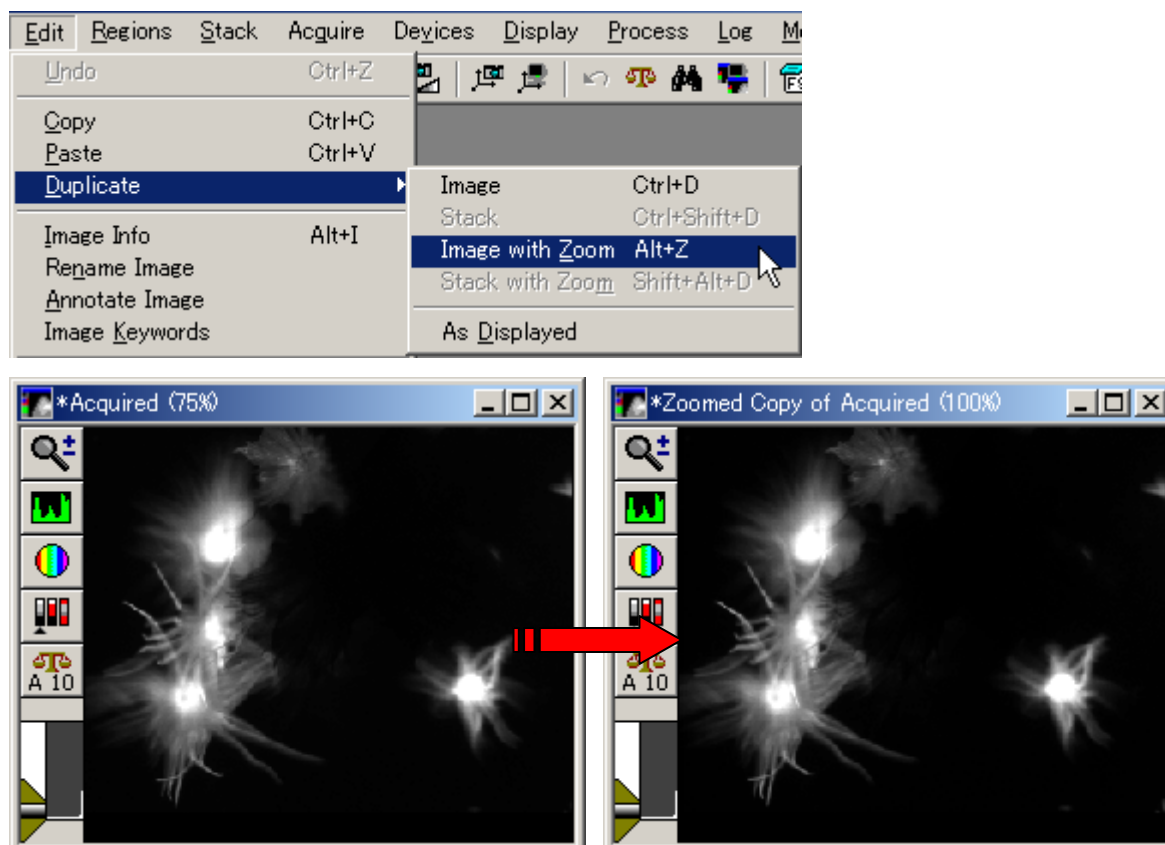 Edit Regions Stack Acquire Devices Display Process Log
Undo Ctrl+Z
Copy Ctrl+C
Paste Ctrl+V
Duplicate
Image Info Alt+I
Rename Image
Annotate Image
Image Keywords
Image Ctrl+D
Stack Ctrl+Shift+D
Image with Zoom Alt+Z
Stack with Zoom Shift+Alt+D
As Displayed
*Acquired (75%)
A 10
*Zoomed Copy of Acquired (100%)
A 10